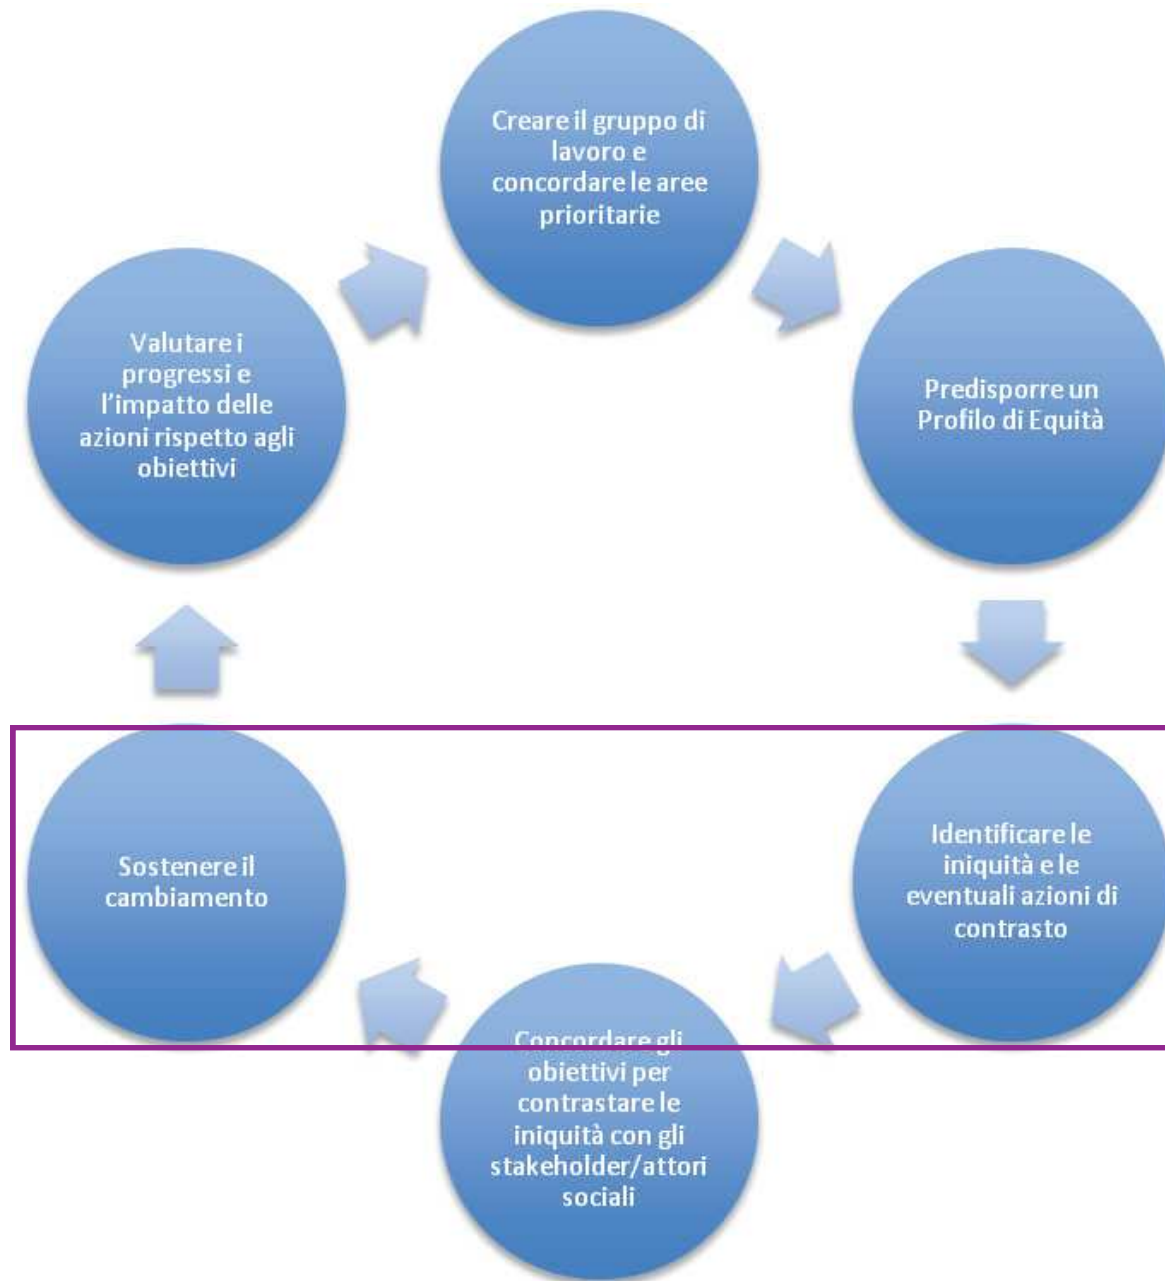 Creare il gruppo di
lavoro e
concordare le aree
prioritarie
Predisporre un
Profilo di Equità
Identificare le
iniquità e le
eventuali azioni di
contrasto
Concordare gli
obiettivi per
contrastare le
iniquità con gli
stakeholder/attori
sociali
Sostenere il
cambiamento
Valutare i
progressi e
l'impatto delle
azioni rispetto agli
obiettivi